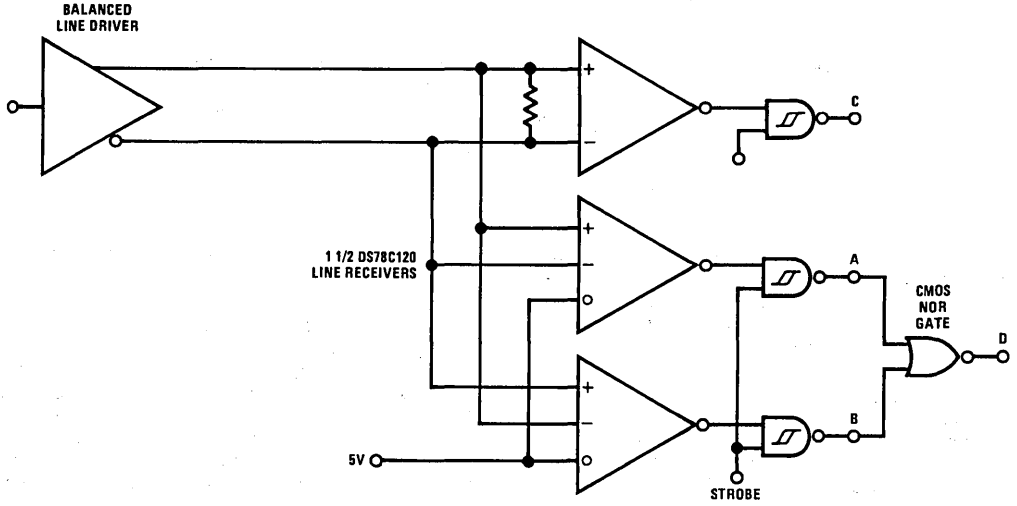 BALANCED
LINE DRIVER
+
−
C
1 1/2 DS78C120
LINE RECEIVERS
+
−
A
CMOS
NOR
GATE
D
+
−
B
5V
STROBE